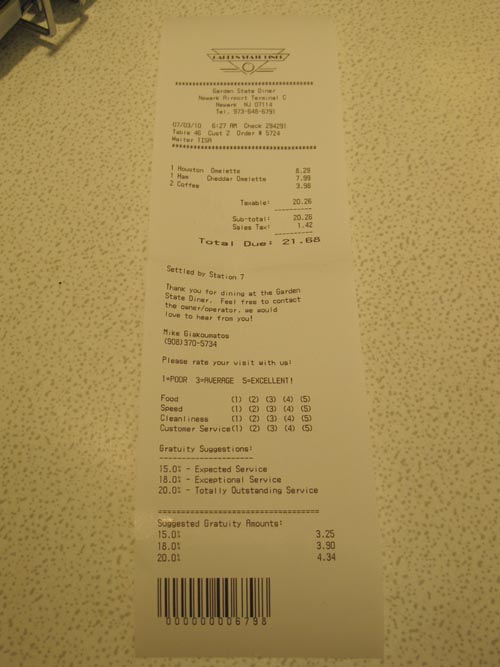 GARDEN STATE DINER
Garden State Diner
Newark Airport Terminal C
Newark NJ 07114
Tel. 973-648-6791
07/03/10 6:27 AM Check 294291
Table 46 Cust 2 Order # 5724
Waiter TISA
1 Houston Omelette 8.29
1 Ham Cheddar Omelette 7.99
2 Coffee 3.98
Taxable: 20.26
Sub-total: 20.26
Sales Tax: 1.42
Total Due: 21.68
Settled by Station 7
Thank you for dining at the Garden
State Diner. Feel free to contact
the owner/operator, we would
love to hear from you!
Mike Giakoumatos
(908)370-5734
Please rate your visit with us!
1=POOR 3=AVERAGE 5=EXCELLENT!
Food (1) (2) (3) (4) (5)
Speed (1) (2) (3) (4) (5)
Cleanliness (1) (2) (3) (4) (5)
Customer Service(1) (2) (3) (4) (5)
Gratuity Suggestions:
15.0% - Expected Service
18.0% - Exceptional Service
20.0% - Totally Outstanding Service
Suggested Gratuity Amounts:
15.0% 3.25
18.0% 3.90
20.0% 4.34
000000006798